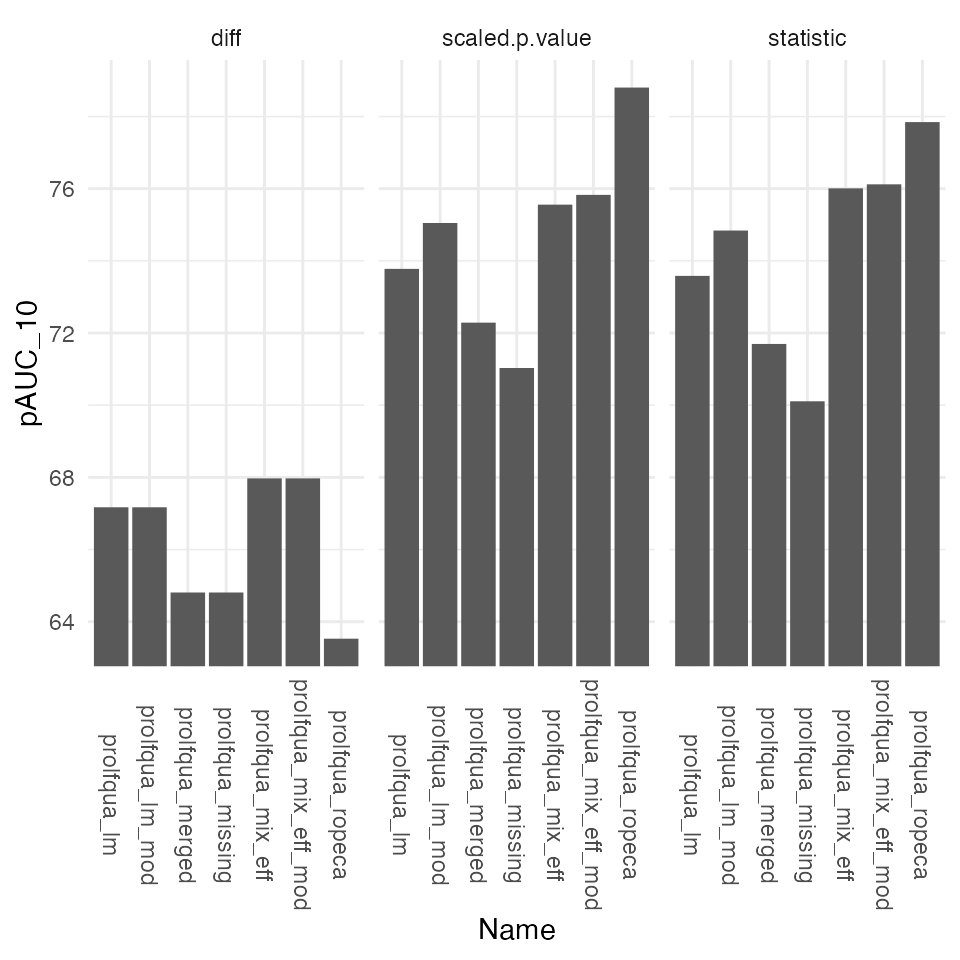 diff
scaled.p.value
statistic
pAUC_10
76
72
68
64
prolfqua_lm
prolfqua_lm_mod
prolfqua_merged
prolfqua_missing
prolfqua_mix_eff
prolfqua_mix_eff_mod
prolfqua_ropeca
prolfqua_lm
prolfqua_lm_mod
prolfqua_merged
prolfqua_missing
prolfqua_mix_eff
prolfqua_mix_eff_mod
prolfqua_ropeca
prolfqua_lm
prolfqua_lm_mod
prolfqua_merged
prolfqua_missing
prolfqua_mix_eff
prolfqua_mix_eff_mod
prolfqua_ropeca
Name